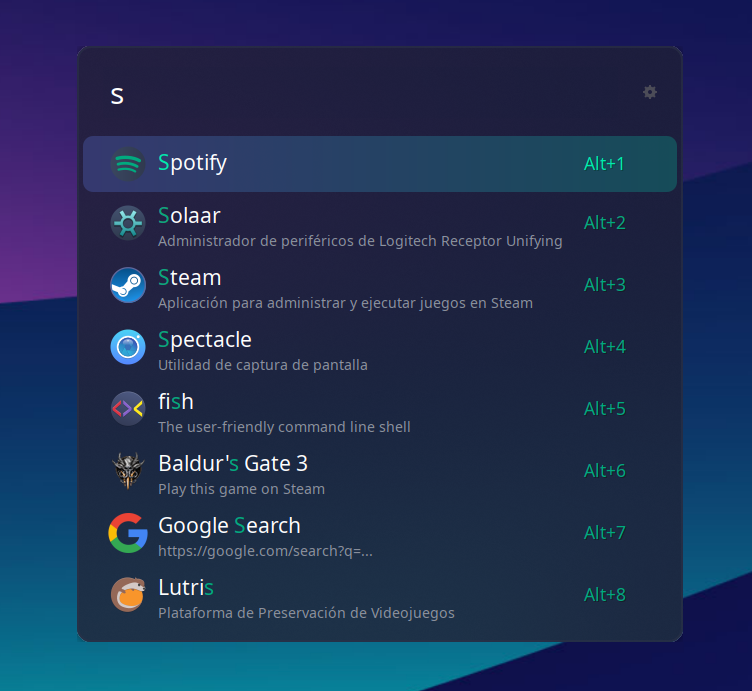 s
Spotify Alt+1
Solaar Alt+2
Administrador de periféricos de Logitech Receptor Unifying
Steam Alt+3
Aplicación para administrar y ejecutar juegos en Steam
Spectacle Alt+4
Utilidad de captura de pantalla
fish Alt+5
The user-friendly command line shell
Baldur's Gate 3 Alt+6
Play this game on Steam
Google Search Alt+7
https://google.com/search?q=...
Lutris Alt+8
Plataforma de Preservación de Videojuegos